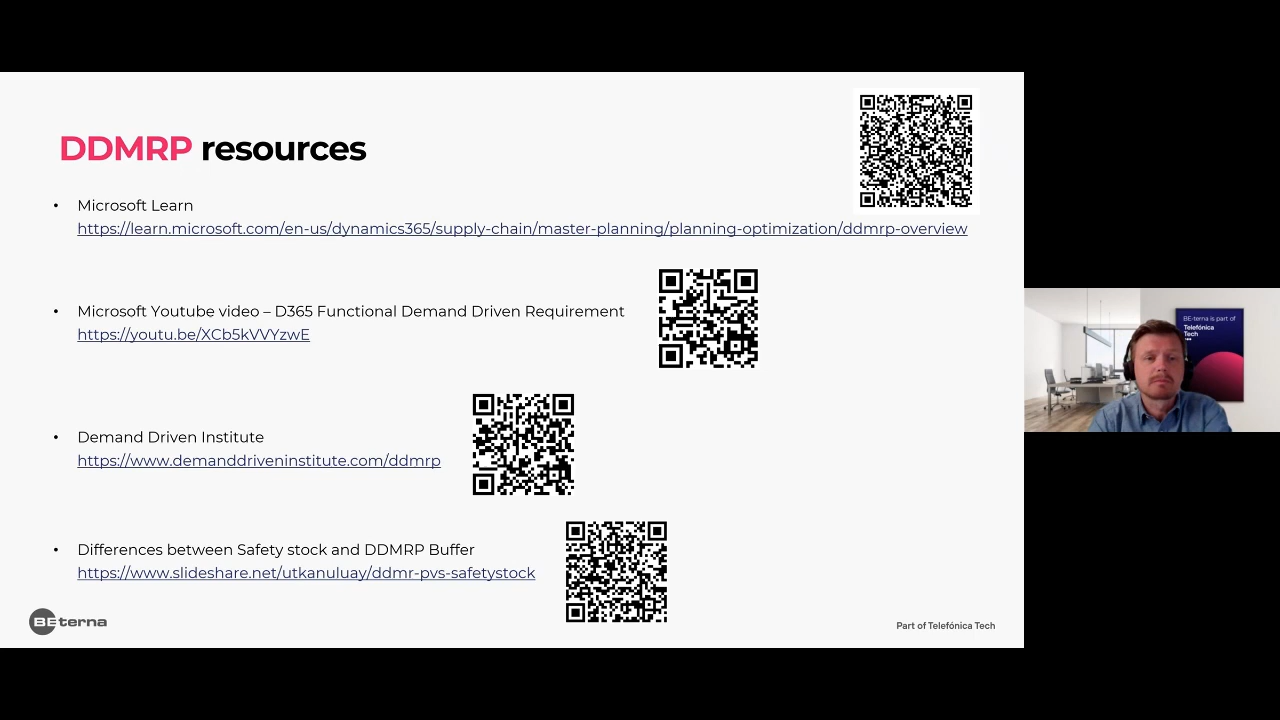 DDMRP resources
• Microsoft Learn
https://learn.microsoft.com/en-us/dynamics365/supply-chain/master-planning/planning-optimization/ddmrp-overview
• Microsoft Youtube video – D365 Functional Demand Driven Requirement
https://youtu.be/XCb5kVVYzwE
• Demand Driven Institute
https://www.demanddriveninstitute.com/ddmrp
• Differences between Safety stock and DDMRP Buffer
https://www.slideshare.net/utkanuluay/ddmr-pvs-safetystock
BE-terna
Part of Telefónica Tech
BE-terna is part of
Telefónica
Tech